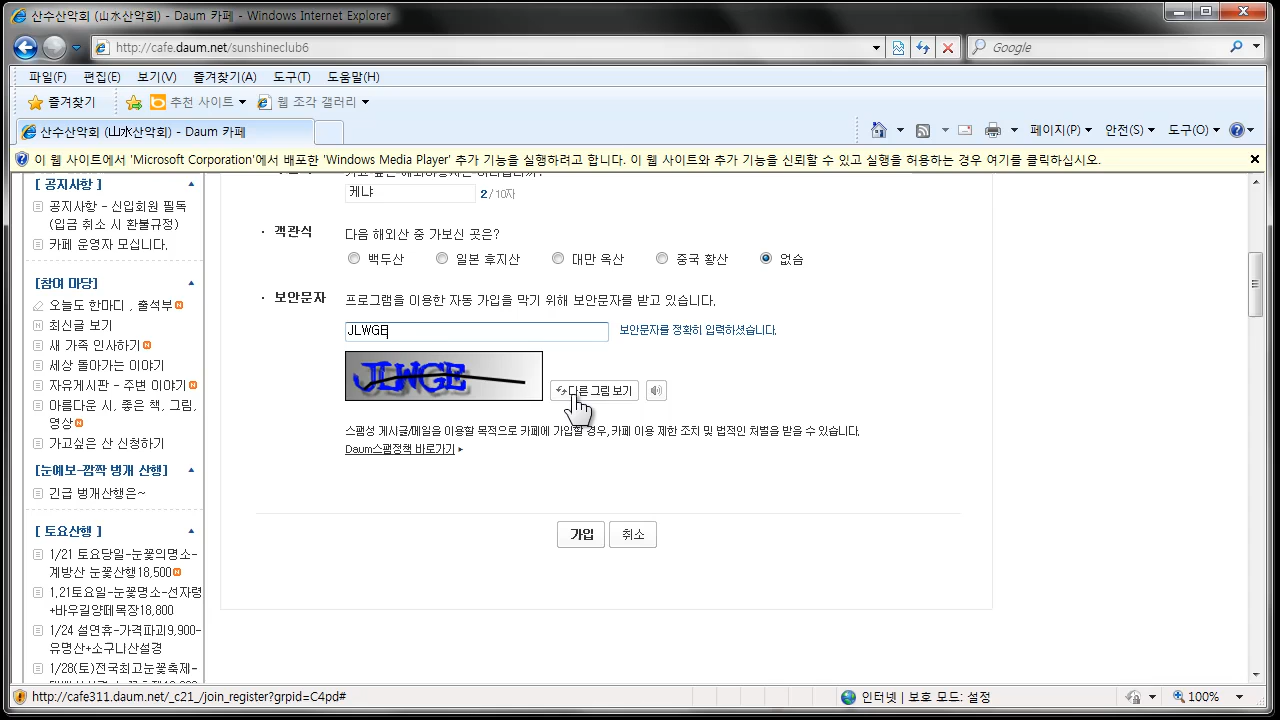 산수산악회 (山水산악회) - Daum 카페 - Windows Internet Explorer
http://cafe.daum.net/sunshineclub6
Google
파일(F) 편집(E) 보기(V) 즐겨찾기(A) 도구(T) 도움말(H)
즐겨찾기 추천 사이트 웹 조각 갤러리
산수산악회 (山水산악회) - Daum 카페
페이지(P) 안전(S) 도구(O)
이 웹 사이트에서 'Microsoft Corporation'에서 배포한 'Windows Media Player' 추가 기능을 실행하려고 합니다. 이 웹 사이트와 추가 기능을 신뢰할 수 있고 실행을 허용하는 경우 여기를 클릭하십시오.
[ 공지사항 ]
공지사항 - 신입회원 필독
(입금 취소 시 환불규정)
카페 운영자 모십니다.
[참여 마당]
오늘도 한마디 , 출석부 N
최신글 보기
새 가족 인사하기 N
세상 돌아가는 이야기
자유게시판 - 주변 이야기 N
아름다운 시, 좋은 책, 그림,
영상 N
가고싶은 산 신청하기
[눈예보-깜짝 벙개 산행]
긴급 벙개산행은~
[ 토요산행 ]
1/21 토요당일-눈꽃의명소-
계방산 눈꽃산행18,500 N
1.21토요일-눈꽃명소-선자령
+바우길양떼목장18,800
1/24 설연휴-가격파괴9,900-
유명산+소구니산설경
1/28(토)전국최고눈꽃축제-
케냐
2/10자
객관식
다음 해외산 중 가보신 곳은?
백두산 일본 후지산 대만 옥산 중국 황산 없음
보안문자
프로그램을 이용한 자동 가입을 막기 위해 보안문자를 받고 있습니다.
JLWGE
보안문자를 정확히 입력하셨습니다.
JLWGE
다른 그림 보기
스팸성 게시글/메일을 이용할 목적으로 카페에 가입할 경우, 카페 이용 제한 조치 및 법적인 처벌을 받을 수 있습니다.
Daum스팸정책 바로가기
가입 취소
http://cafe311.daum.net/_c21_/join_register?grpid=C4pd#
인터넷 | 보호 모드: 설정
100%